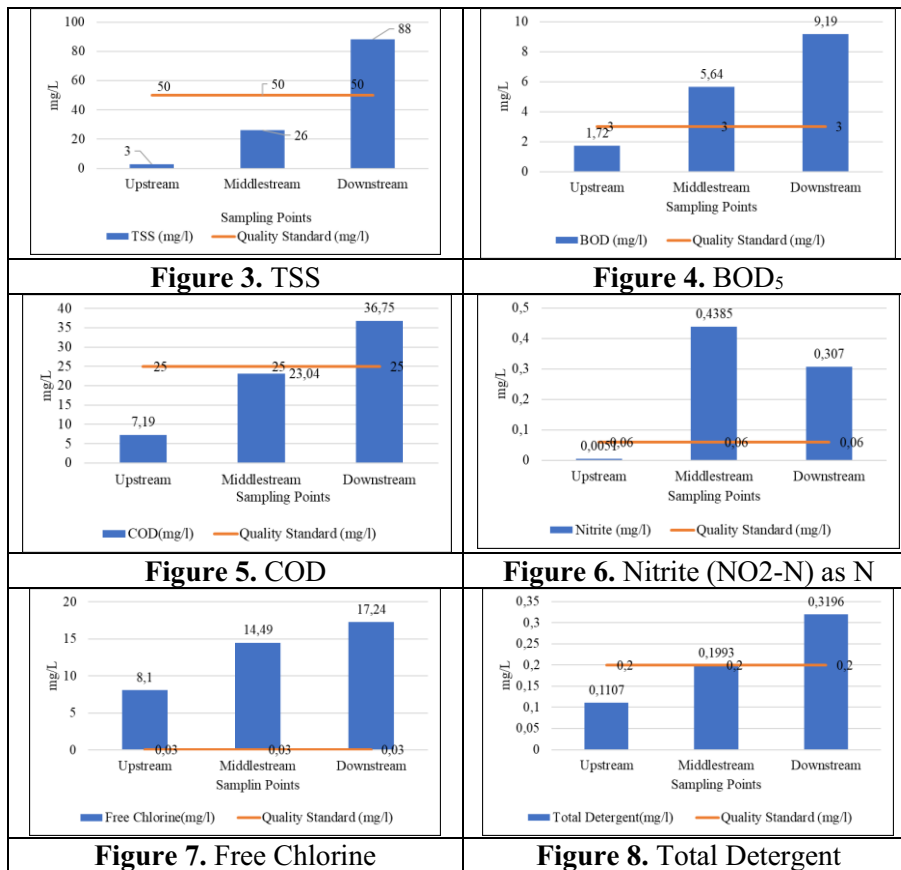 100
80
60
40
20
0
mg/L
3
26
88
50
50
50
Upstream Middlestream Downstream
Sampling Points
TSS (mg/l) Quality Standard (mg/l)
Figure 3. TSS
10
8
6
4
2
0
mg/L
1,72
5,64
9,19
3
3
3
Upstream Middlestream Downstream
Sampling Points
BOD (mg/l) Quality Standard (mg/l)
Figure 4. BOD₅
40
35
30
25
20
15
10
5
0
mg/L
7,19
23,04
36,75
25
25
25
Upstream Middlestream Downstream
Sampling Points
COD(mg/l) Quality Standard (mg/l)
Figure 5. COD
0,5
0,4
0,3
0,2
0,1
0
mg/L
0,0051
0,4385
0,307
0,06
0,06
0,06
Upstream Middlestream Downstream
Sampling Points
Nitrite (mg/l) Quality Standard (mg/l)
Figure 6. Nitrite (NO2-N) as N
20
15
10
5
0
mg/L
8,1
14,49
17,24
0,03
0,03
0,03
Upstream Middlestream Downstream
Samplin Points
Free Chlorine(mg/l) Quality Standard (mg/l)
Figure 7. Free Chlorine
0,35
0,3
0,25
0,2
0,15
0,1
0,05
0
mg/L
0,1107
0,1993
0,3196
0,2
0,2
0,2
Upstream Middlestream Downstream
Sampling Points
Total Detergent(mg/l) Quality Standard (mg/l)
Figure 8. Total Detergent